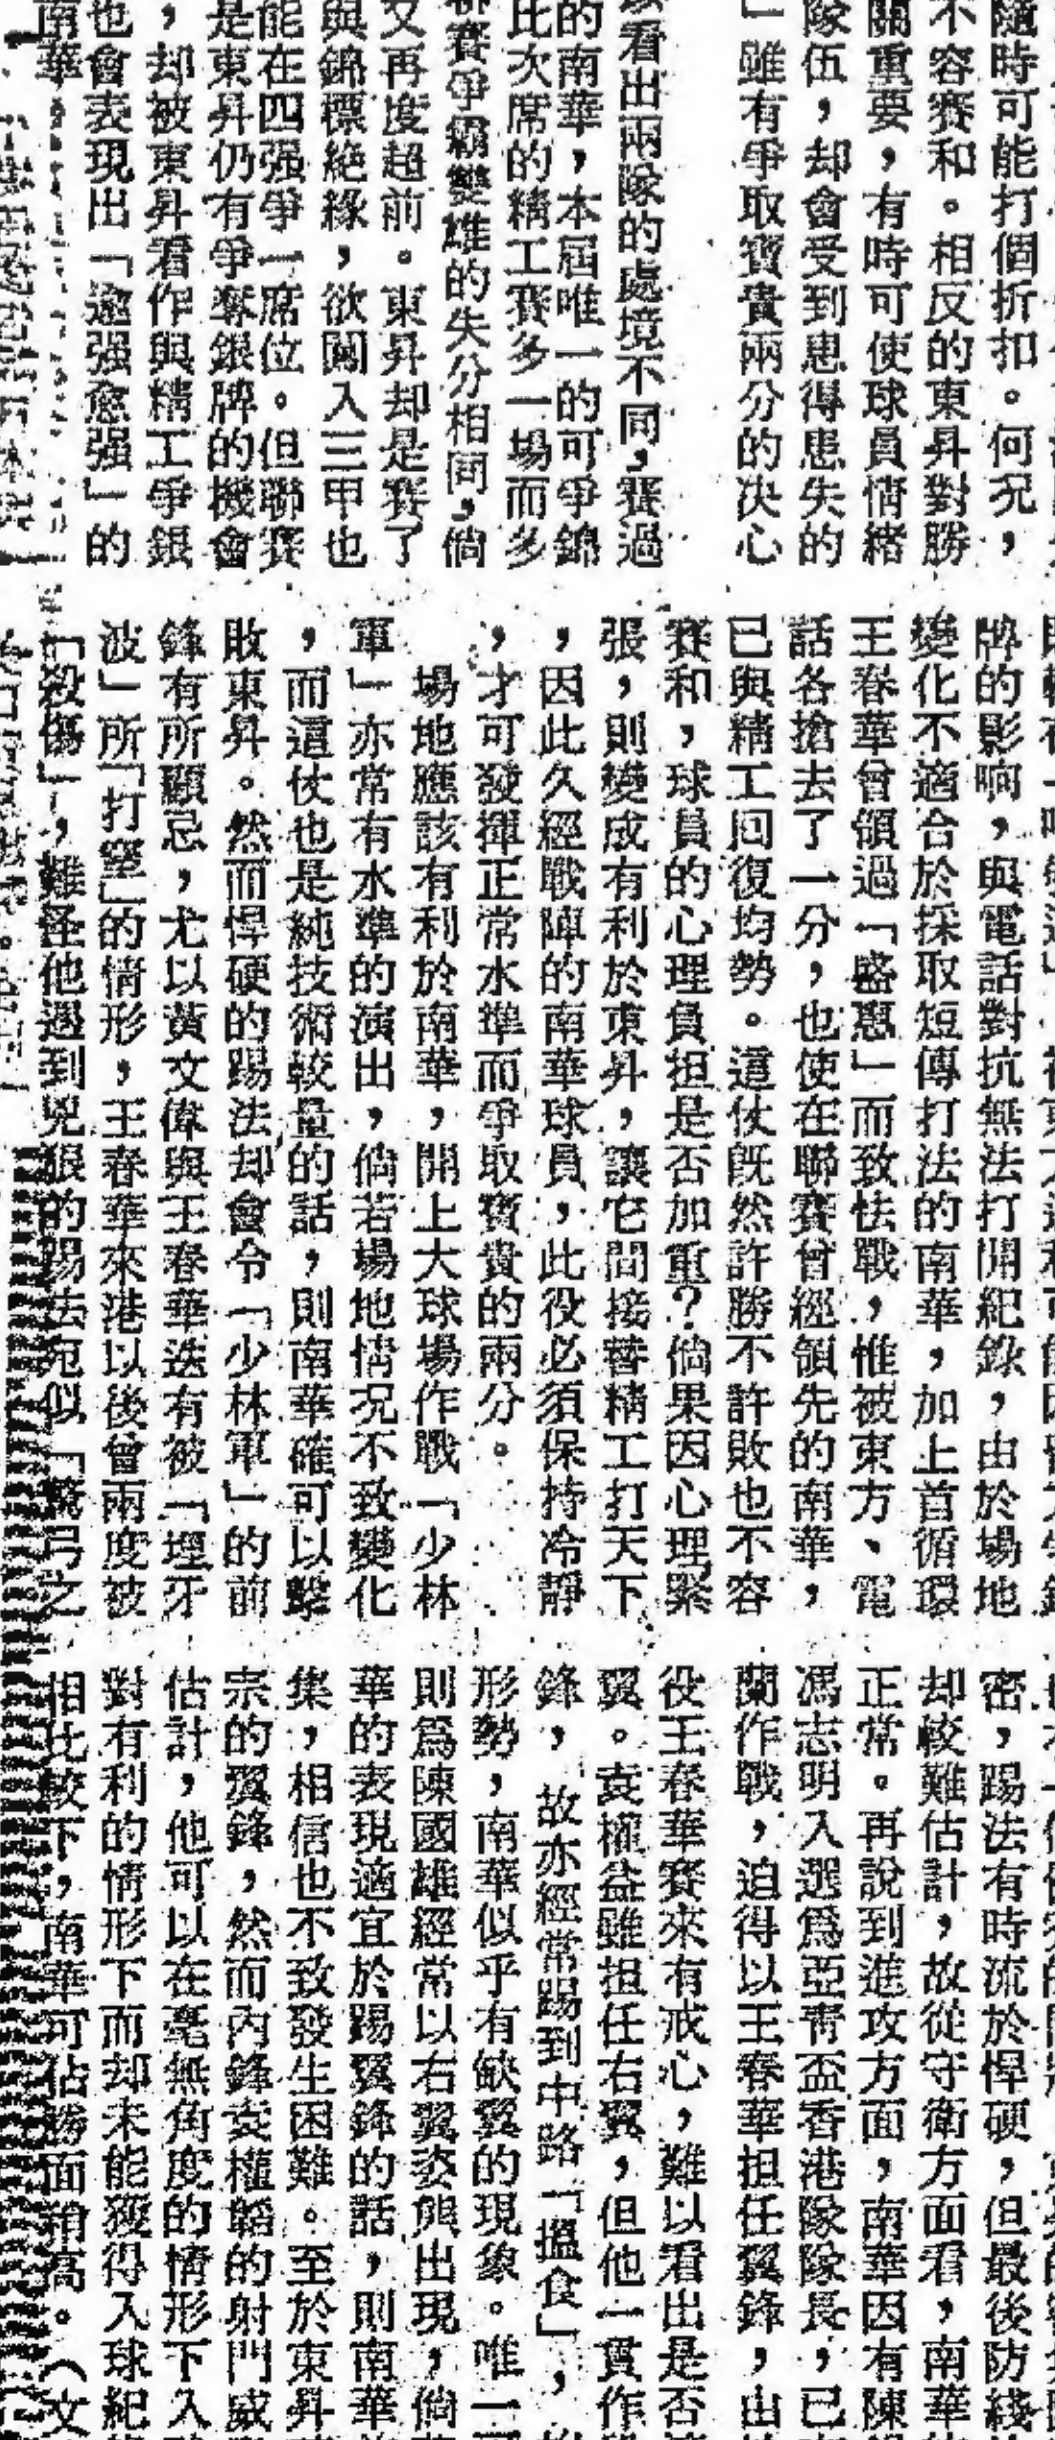 隨時可能打個折扣。何況，
不容賽和。相反的東昇對勝
關重要，有時可使球員情緒
隊伍，却會受到患得患失的
」雖有爭取寶貴兩分的決心
看出兩隊的處境不同，賽過
的南華，本屆唯一的可爭錦
比次席的精工賽多一場而多
賽爭霸雙雄的失分相同，倘
又再度超前。東昇却是賽了
與錦標絕緣，欲闖入三甲也
能在四强爭一席位。但聯賽
是東昇仍有爭奪銀牌的機會
，却被東昇看作與精工爭銀
也會表現出「逾强愈强」的
南華
牌的影响，與電話對抗無法打開紀錄，由於場地
變化不適合於採取短傳打法的南華，加上首循環
王春華曾領過「盛惠」而致怯戰，惟被東方、電
話各搶去了一分，也使在聯賽曾經領先的南華，
已與精工回復均勢。這仗既然許勝不許敗也不容
賽和，球員的心理負担是否加重？倘果因心理緊
張，則變成有利於東昇，讓它間接替精工打天下
，因此久經戰陣的南華球員，此役必須保持冷靜
，才可發揮正常水準而爭取寶貴的兩分。
場地應該有利於南華，開上大球場作戰「少林
軍」亦常有水準的演出，倘若場地情况不致變化
，而這仗也是純技術較量的話，則南華確可以擊
敗東昇。然而悍硬的踢法却會令「少林軍」的前
鋒有所顧忌，尤以黃文偉與王春華迭有被「埋牙
波」所「打窒」的情形，王春華來港以後曾兩度被
「殺傷」，難怪他遇到兇狠的踢法宛似「驚弓之
密，踢法有時流於悍硬，但最後防綫
却較難估計，故從守衛方面看，南華
正常。再說到進攻方面，南華因有陳
馮志明入選爲亞靑盃香港隊隊長，已
蘭作戰，迫得以王春華担任翼鋒，由
役王春華賽來有戒心，難以看出是否
翼。袁權益雖担任右翼，但他一貫作
鋒，故亦經常踢到中路「搵食」，
形勢，南華似乎有缺翼的現象。唯一
則爲陳國雄經常以右翼姿態出現，倘
華的表現適宜於踢翼鋒的話，則南華
集，相信也不致發生困難。至於東昇
宗的翼鋒，然而內鋒袁權韜的射門威
估計，他可以在毫無角度的情形下入
對有利的情形下而却未能獲得入球紀
相比較下，南華可佔勝面稍高。（文